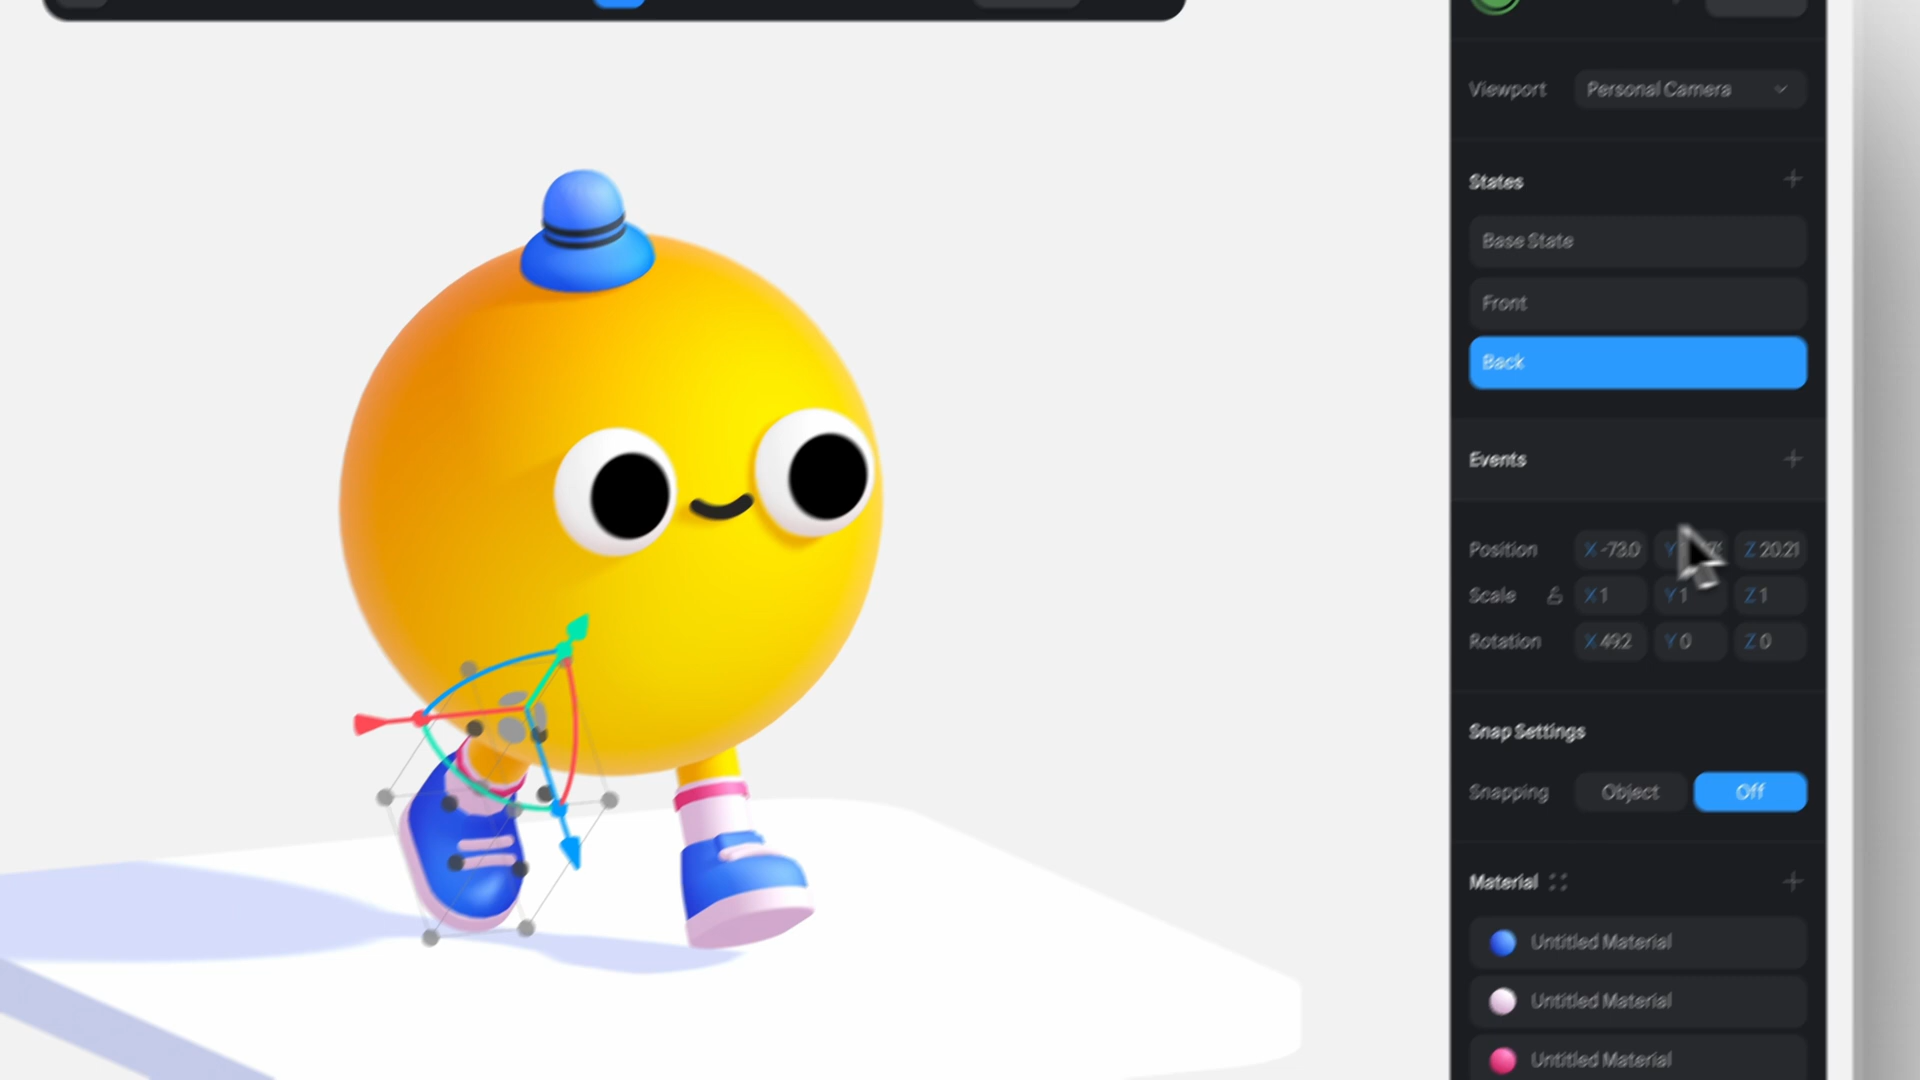 Viewport Personal Camera
States
Base State
Front
Back
Events
Position X -73.0 Y Z 20.21
Scale X 1 Y 1 Z 1
Rotation X 49.2 Y 0 Z 0
Snap Settings
Snapping Object Off
Material
Untitled Material
Untitled Material
Untitled Material